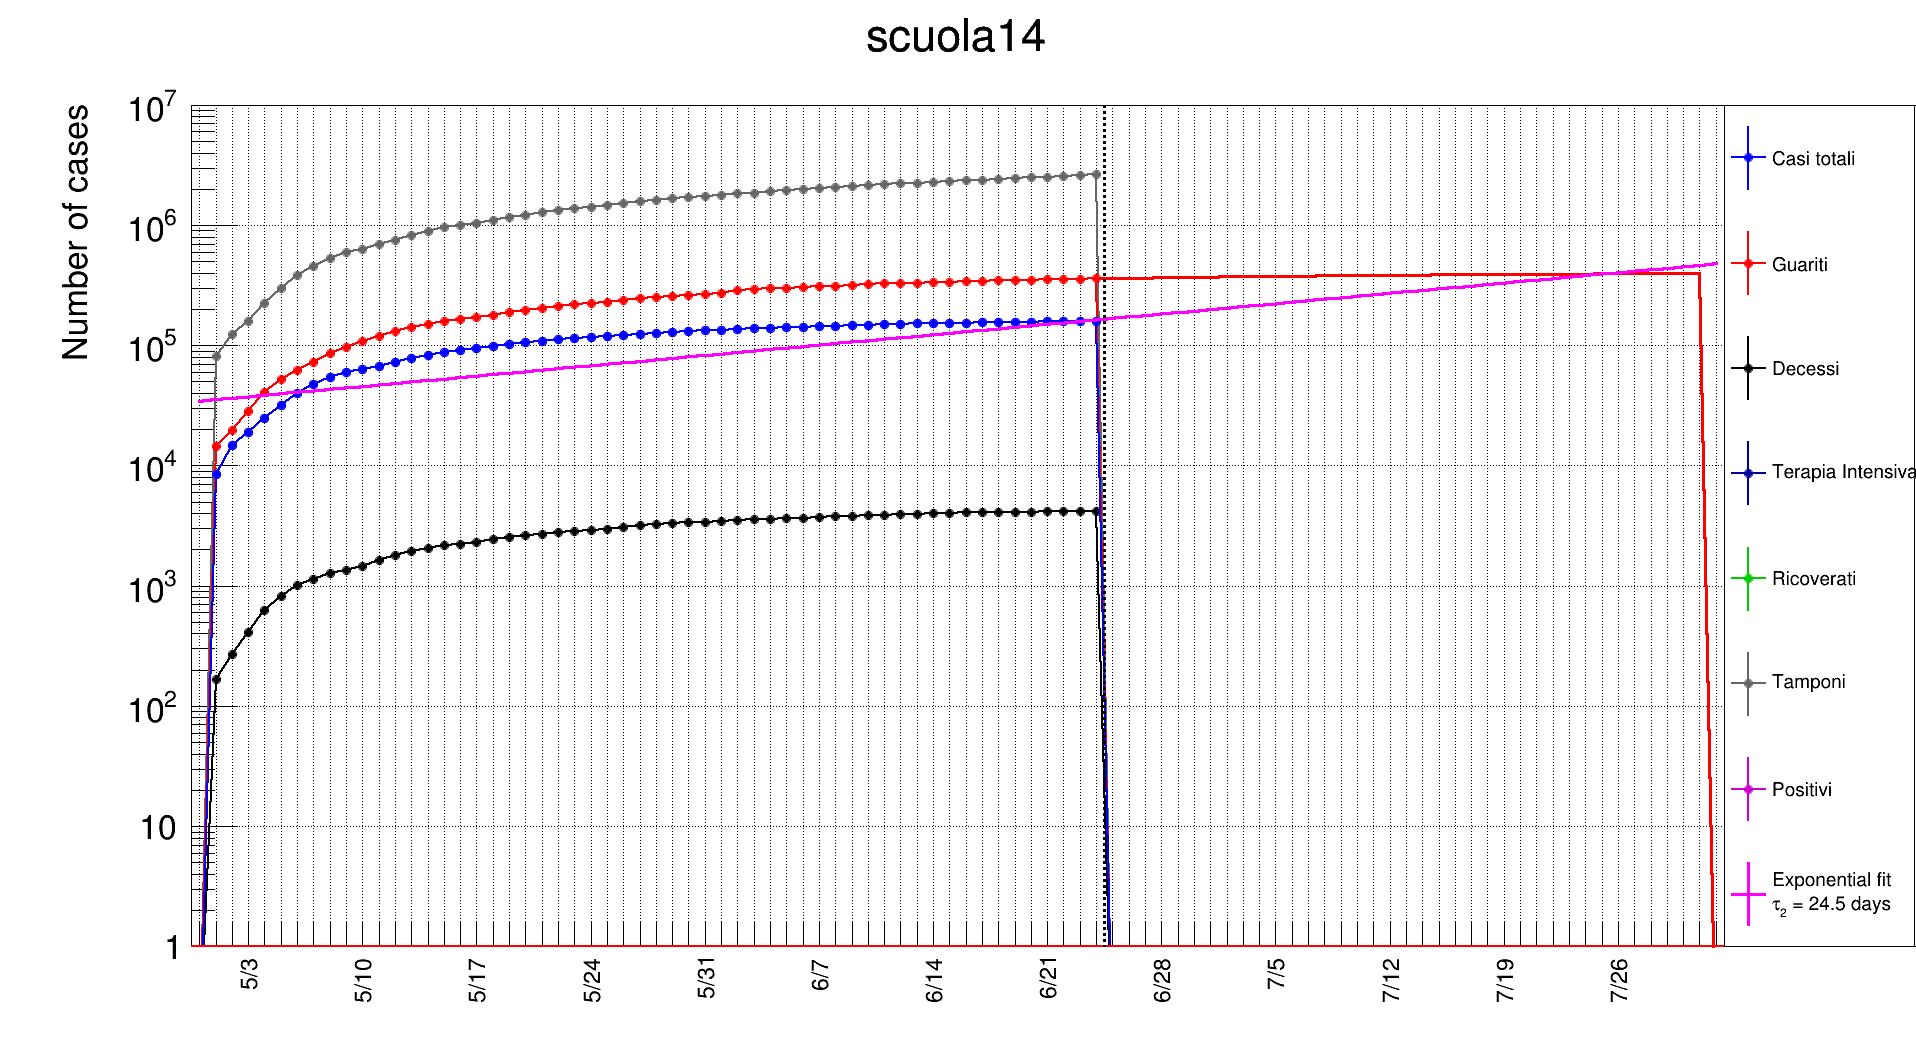 scuola14
Number of cases
10^7
10^6
10^5
10^4
10^3
10^2
10
1
5/3
5/10
5/17
5/24
5/31
6/7
6/14
6/21
6/28
7/5
7/12
7/19
7/26
Casi totali
Guariti
Decessi
Terapia Intensiva
Ricoverati
Tamponi
Positivi
Exponential fit
τ₂ = 24.5 days